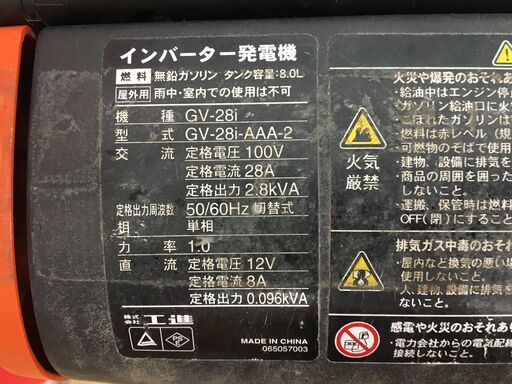 インバーター発電機
燃料 無鉛ガソリン タンク容量:8.0L
屋外用 雨中・室内での使用は不可
機種 GV-28i
型式 GV-28i-AAA-2
交流 定格電圧 100V
定格電流 28A
定格出力 2.8kVA
定格出力周波数 50/60Hz 切替式
相 単相
力率 1.0
直流 定格電圧 12V
定格電流 8A
定格出力 0.096kVA
株式会社 工進
PSE
MADE IN CHINA
065057003
火気厳禁
火災や爆発のおそれあ
・給油中はエンジン停止
・ガソリン給油口に火
こぼれたガソリンは
・燃料は赤レベル(規
・可燃物のそばで使用
・建物、設備に排気を
・商品の周囲を囲った
しないこと。
・運搬、保管時は燃料
OFF(閉)にすること
排気ガス中毒のおそれ
・屋内など換気の悪い場
使用しないこと。
・人、建物、設備に排気を
しないこと。
感電や火災のおそれあり
・電力会社からの電気配線
接続しないこと。